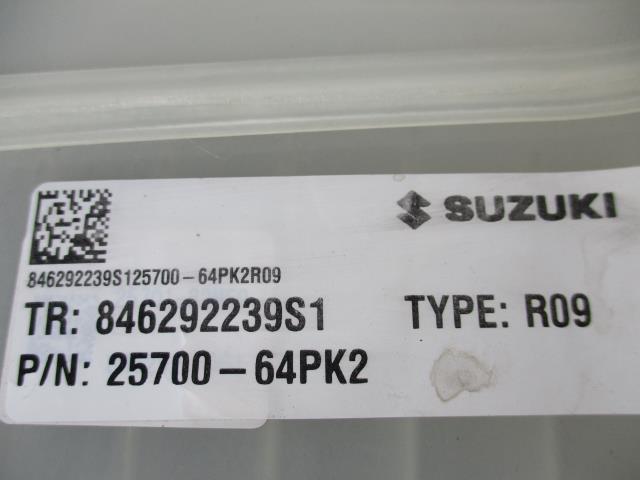 SUZUKI
846292239S125700-64PK2R09
TR: 846292239S1 TYPE: R09
P/N: 25700-64PK2